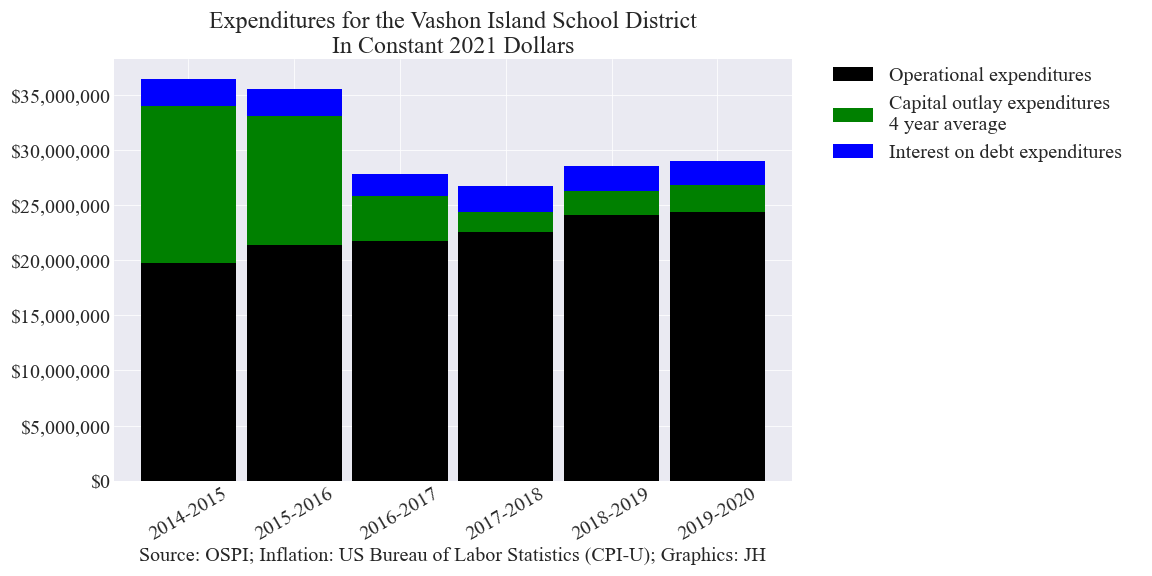 Expenditures for the Vashon Island School District
In Constant 2021 Dollars
Operational expenditures
Capital outlay expenditures
4 year average
Interest on debt expenditures
$35,000,000
$30,000,000
$25,000,000
$20,000,000
$15,000,000
$10,000,000
$5,000,000
$0
2014-2015
2015-2016
2016-2017
2017-2018
2018-2019
2019-2020
Source: OSPI; Inflation: US Bureau of Labor Statistics (CPI-U); Graphics: JH